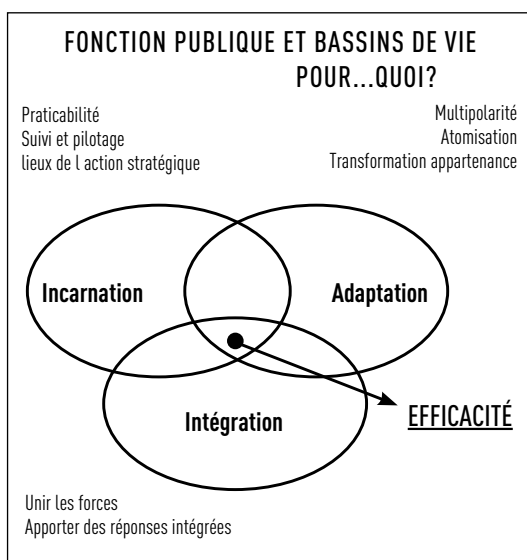 FONCTION PUBLIQUE ET BASSINS DE VIE
POUR...QUOI?
Praticabilité
Suivi et pilotage
lieux de l action stratégique
Multipolarité
Atomisation
Transformation appartenance
Incarnation
Adaptation
Intégration
EFFICACITÉ
Unir les forces
Apporter des réponses intégrées